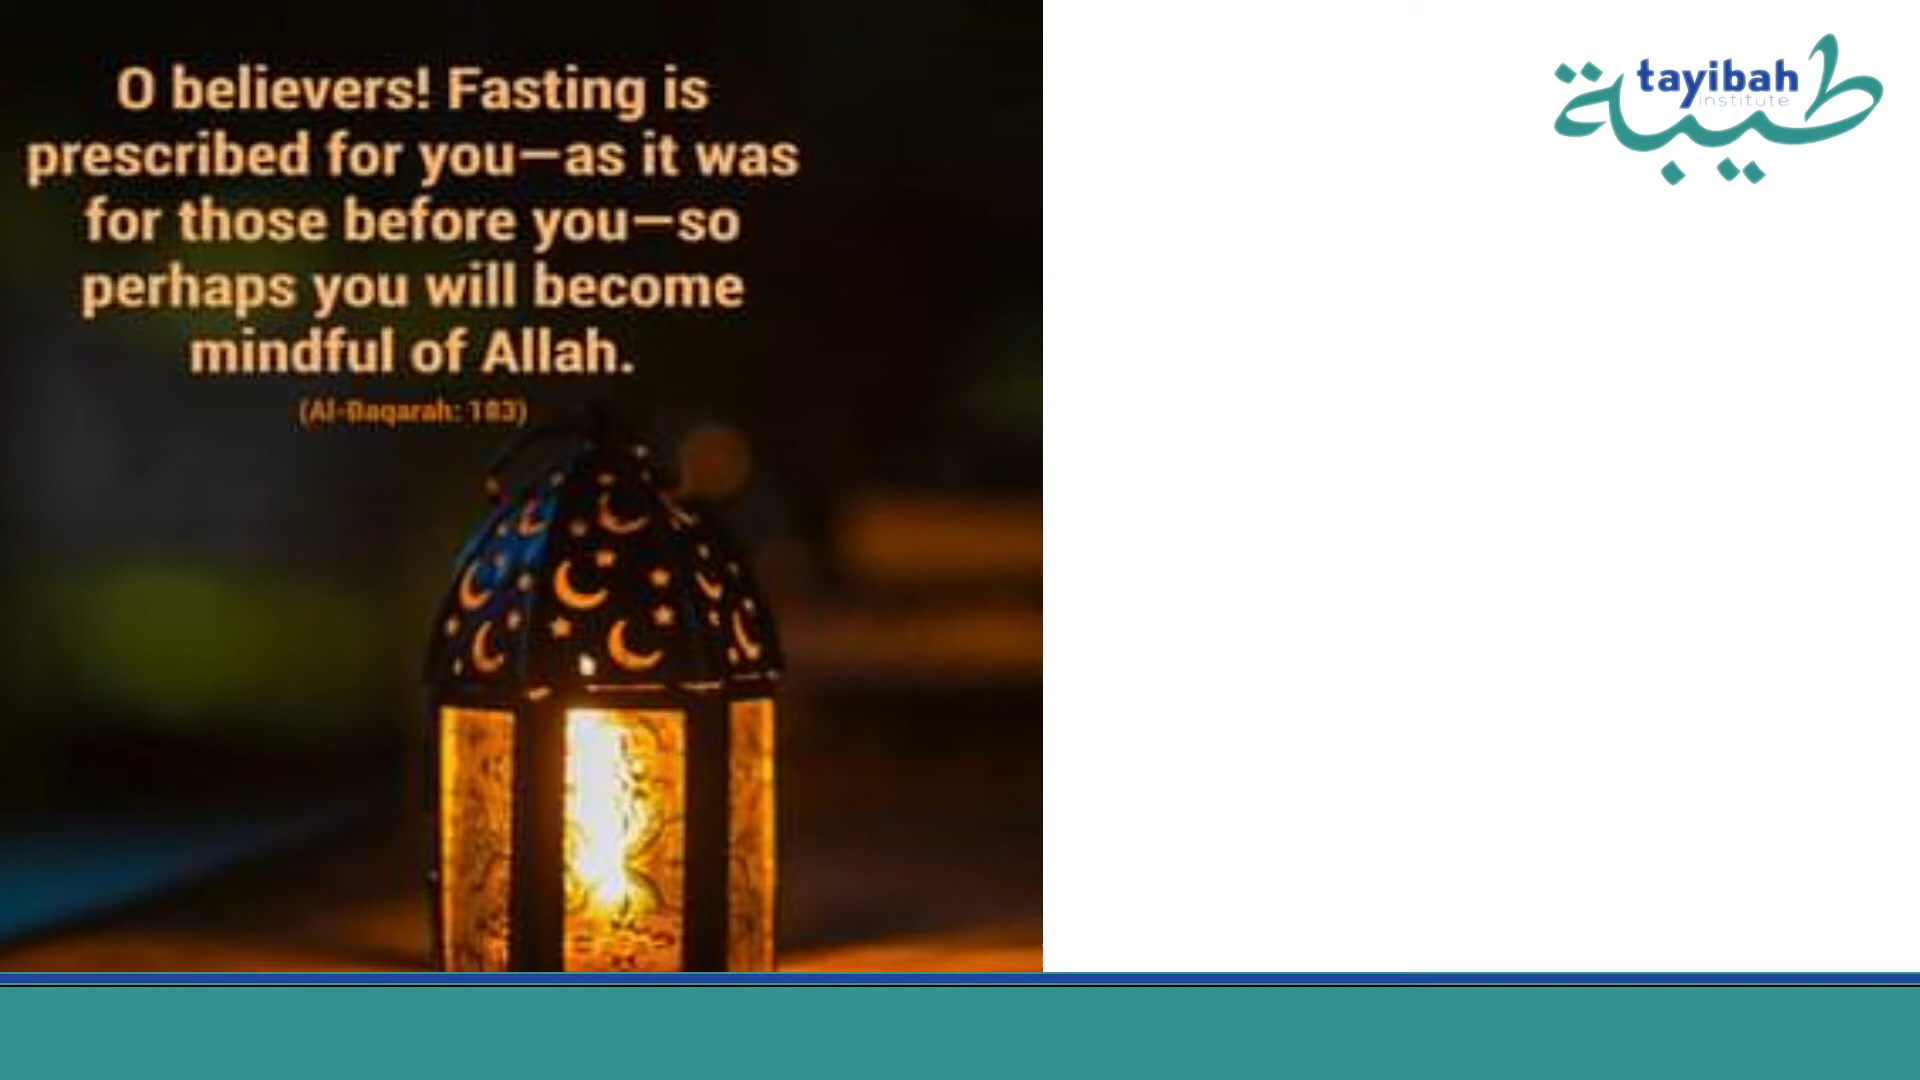 O believers! Fasting is
prescribed for you—as it was
for those before you—so
perhaps you will become
mindful of Allah.
(Al-Baqarah: 183)
طيبة
tayibah
institute